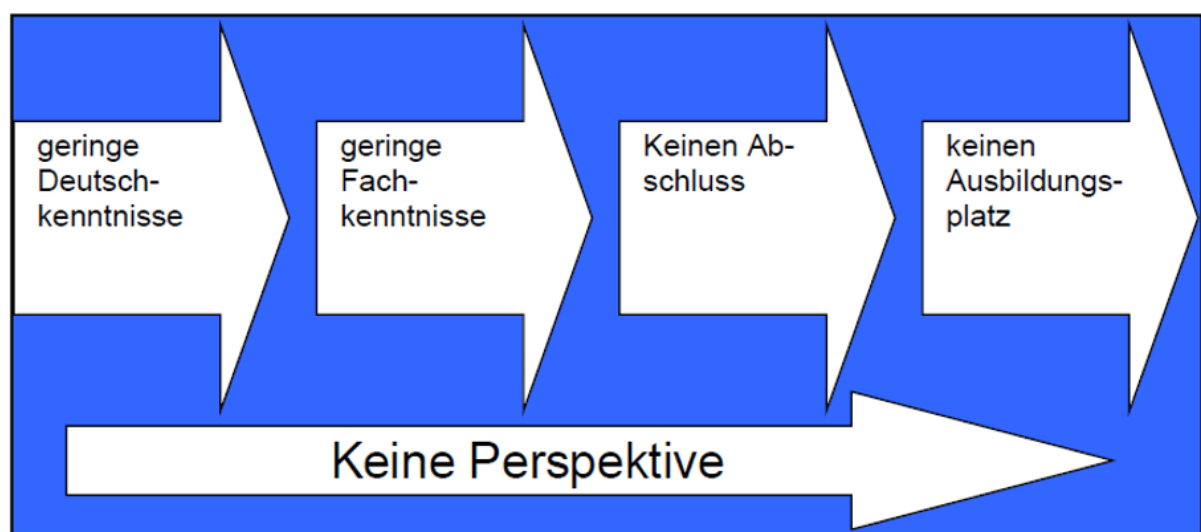 geringe
Deutsch-
kenntnisse
geringe
Fach-
kenntnisse
Keinen Ab-
schluss
keinen
Ausbildungs-
platz
Keine Perspektive